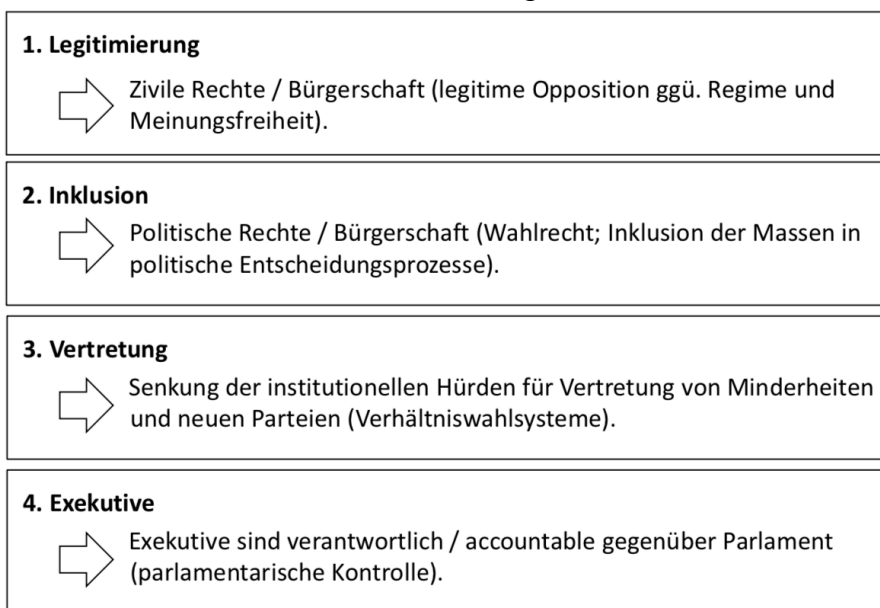 1. Legitimierung
Zivile Rechte / Bürgerschaft (legitime Opposition ggü. Regime und
Meinungsfreiheit).
2. Inklusion
Politische Rechte / Bürgerschaft (Wahlrecht; Inklusion der Massen in
politische Entscheidungsprozesse).
3. Vertretung
Senkung der institutionellen Hürden für Vertretung von Minderheiten
und neuen Parteien (Verhältniswahlsysteme).
4. Exekutive
Exekutive sind verantwortlich / accountable gegenüber Parlament
(parlamentarische Kontrolle).